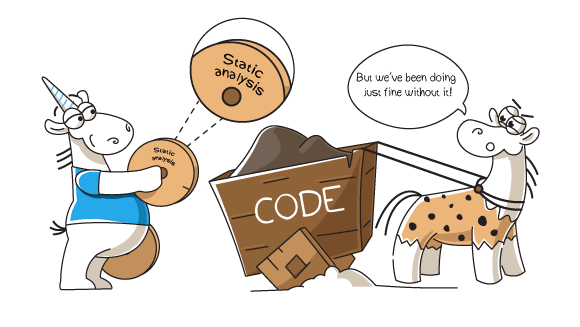 Static
analysis
Static
analysis
But we've been doing
just fine without it!
CODE